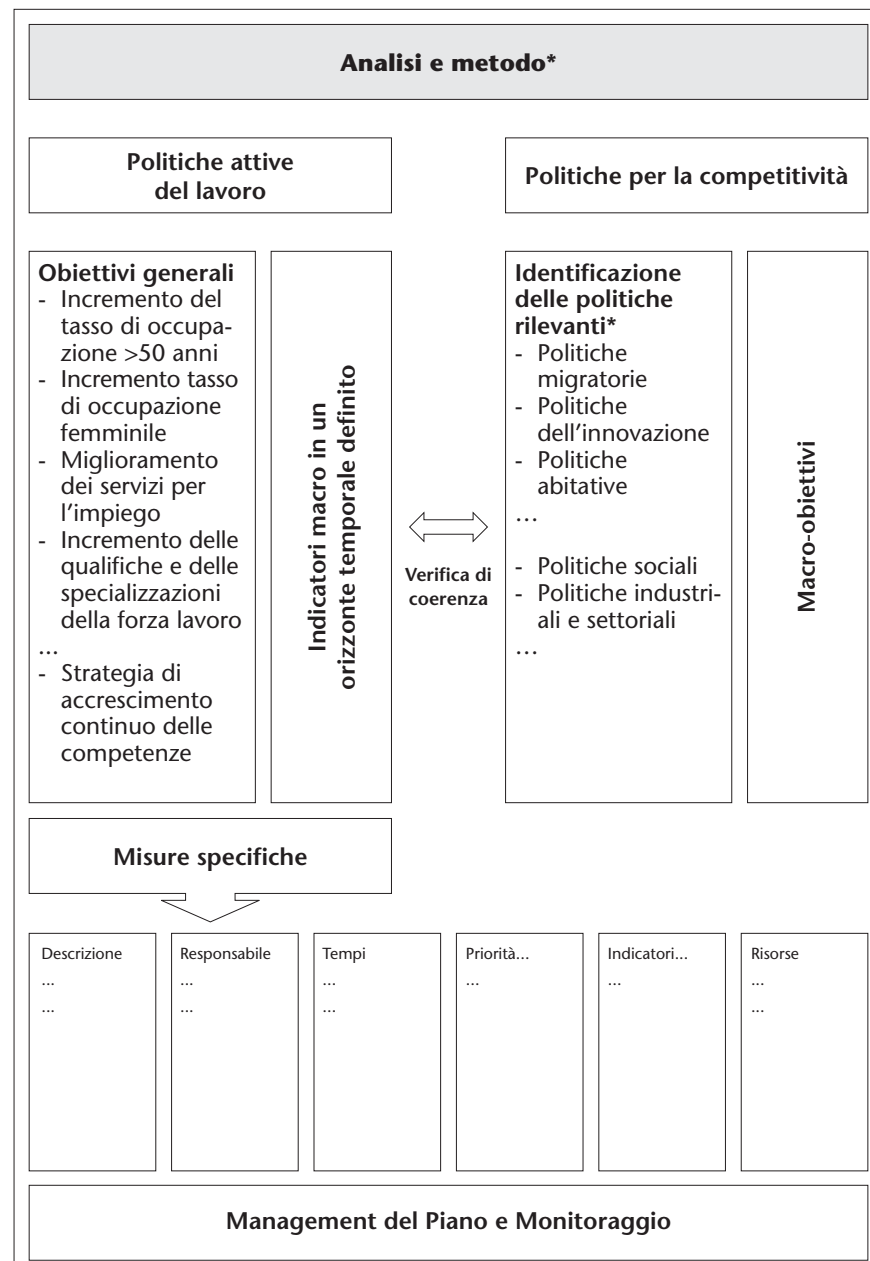 Analisi e metodo*
Politiche attive
del lavoro
Politiche per la competitività
Obiettivi generali
- Incremento del
tasso di occupa-
zione >50 anni
- Incremento tasso
di occupazione
femminile
- Miglioramento
dei servizi per
l'impiego
- Incremento delle
qualifiche e delle
specializzazioni
della forza lavoro
...
- Strategia di
accrescimento
continuo delle
competenze
Indicatori macro in un
orizzonte temporale definito
Verifica di
coerenza
Identificazione
delle politiche
rilevanti*
- Politiche
migratorie
- Politiche
dell'innovazione
- Politiche
abitative
...
- Politiche sociali
- Politiche industri-
ali e settoriali
...
Macro-obiettivi
Misure specifiche
Descrizione
...
...
Responsabile
...
...
Tempi
...
...
Priorità...
...
Indicatori...
...
Risorse
...
...
Management del Piano e Monitoraggio